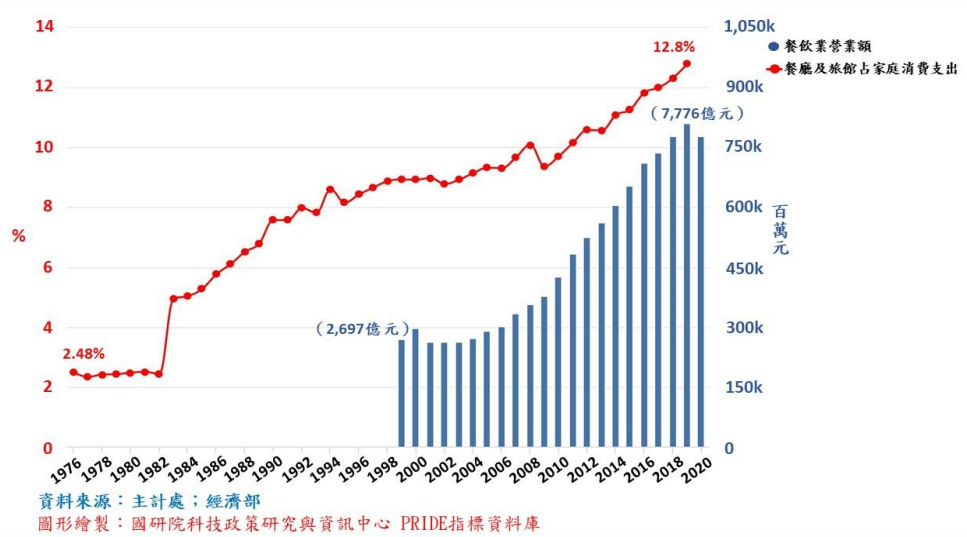 14
12
10
8
6
4
2
0
%
1,050k
900k
750k
600k
450k
300k
150k
0
百萬元
餐飲業營業額
餐廳及旅館占家庭消費支出
12.8%
（7,776億元）
（2,697億元）
2.48%
1976 1978 1980 1982 1984 1986 1988 1990 1992 1994 1996 1998 2000 2002 2004 2006 2008 2010 2012 2014 2016 2018 2020
資料來源：主計處；經濟部
圖形繪製：國研院科技政策研究與資訊中心 PRIDE指標資料庫